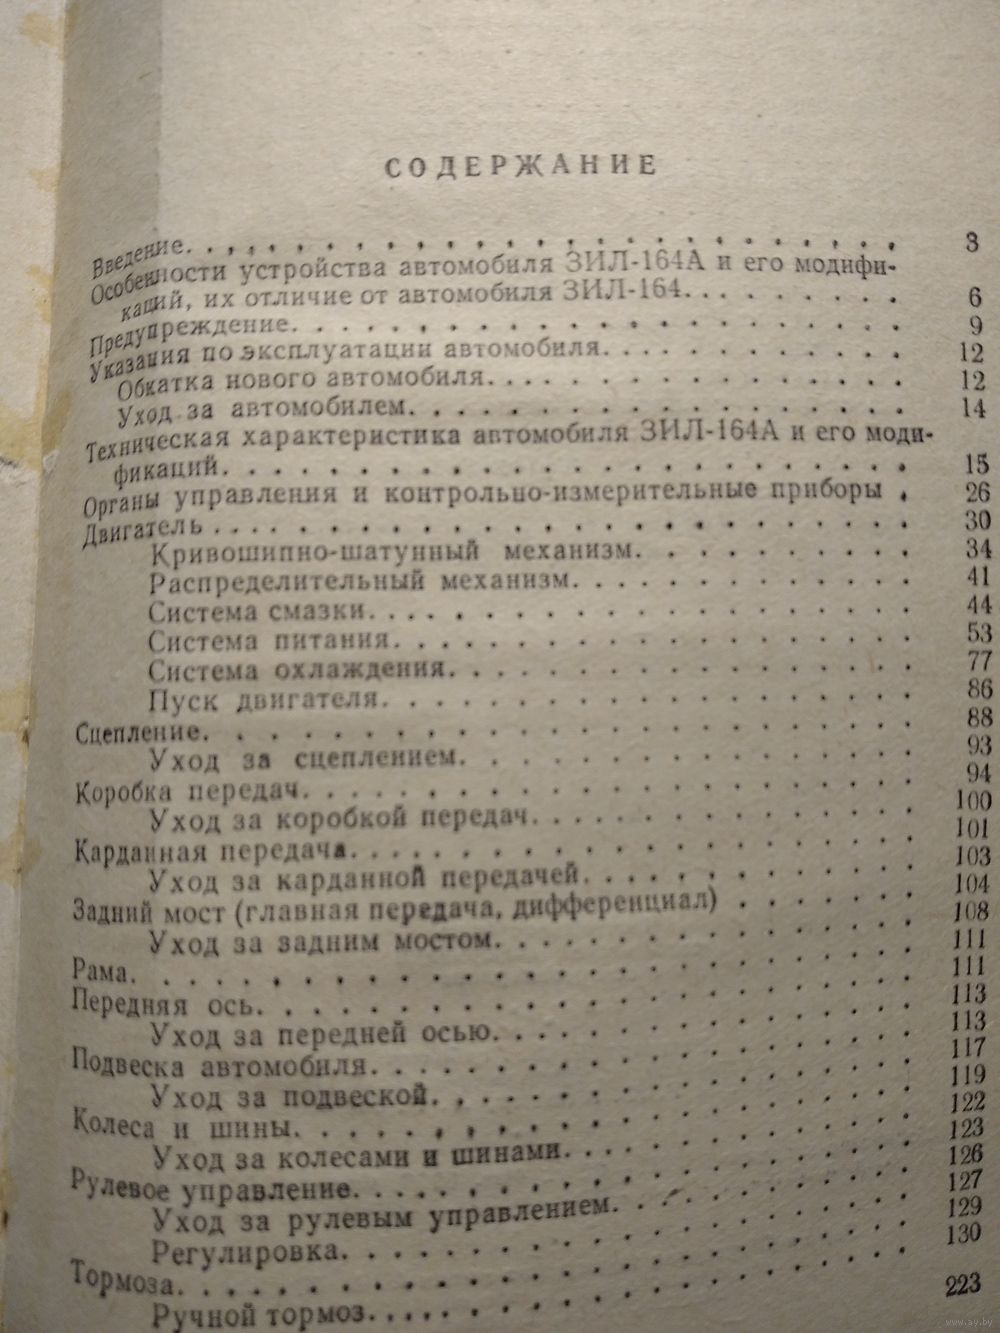 СОДЕРЖАНИЕ
Введение. . . . . . . . . . . . . . . . . . . . . . . . 3
Особенности устройства автомобиля ЗИЛ-164А и его модифи-
каций, их отличие от автомобиля ЗИЛ-164. . . . . . . . 6
Предупреждение. . . . . . . . . . . . . . . . . . . . 9
Указания по эксплуатации автомобиля. . . . . . . . . . 12
Обкатка нового автомобиля. . . . . . . . . . . . . . 12
Уход за автомобилем. . . . . . . . . . . . . . . . . 14
Техническая характеристика автомобиля ЗИЛ-164А и его моди-
фикаций. . . . . . . . . . . . . . . . . . . . . . . 15
Органы управления и контрольно-измерительные приборы . 26
Двигатель . . . . . . . . . . . . . . . . . . . . . . 30
Кривошипно-шатунный механизм. . . . . . . . . . 34
Распределительный механизм. . . . . . . . . . . . 41
Система смазки. . . . . . . . . . . . . . . . . . . 44
Система питания. . . . . . . . . . . . . . . . . . 53
Система охлаждения. . . . . . . . . . . . . . . . 77
Пуск двигателя. . . . . . . . . . . . . . . . . . 86
Сцепление. . . . . . . . . . . . . . . . . . . . . . 88
Уход за сцеплением. . . . . . . . . . . . . . . 93
Коробка передач. . . . . . . . . . . . . . . . . . . 94
Уход за коробкой передач. . . . . . . . . . . . . 100
Карданная передача. . . . . . . . . . . . . . . . . . 101
Уход за карданной передачей. . . . . . . . . . . 103
Задний мост (главная передача, дифференциал) . . . . . . 104
Уход за задним мостом. . . . . . . . . . . . . . 108
Рама. . . . . . . . . . . . . . . . . . . . . . . . . 111
Передняя ось. . . . . . . . . . . . . . . . . . . . . 111
Уход за передней осью. . . . . . . . . . . . . . 113
Подвеска автомобиля. . . . . . . . . . . . . . . . . 113
Уход за подвеской. . . . . . . . . . . . . . . . 117
Колеса и шины. . . . . . . . . . . . . . . . . . . . 119
Уход за колесами и шинами. . . . . . . . . . . . 122
Рулевое управление. . . . . . . . . . . . . . . . . . 123
Уход за рулевым управлением. . . . . . . . . . 126
Регулировка. . . . . . . . . . . . . . . . . . . 127
Тормоза. . . . . . . . . . . . . . . . . . . . . . . 129
Ручной тормоз. . . . . . . . . . . . . . . . . . 130
223
www.ay.by